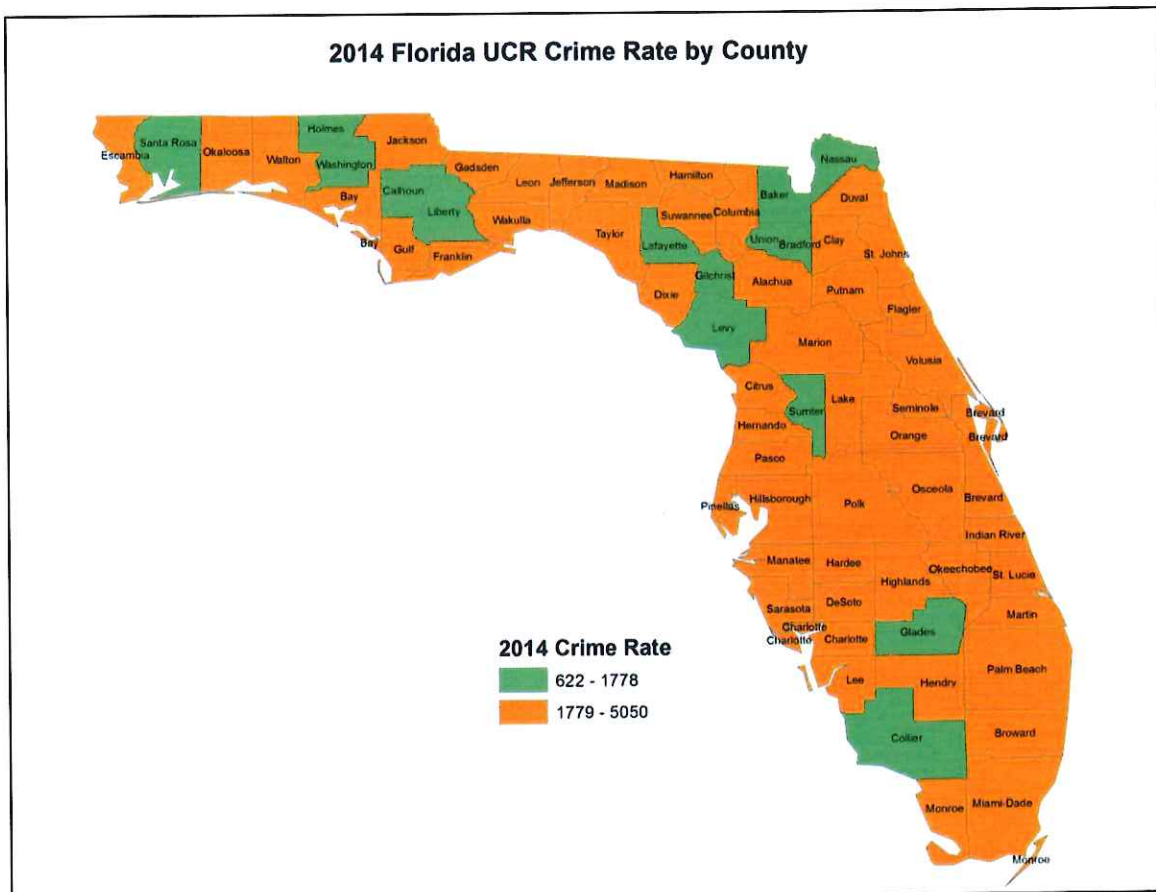 2014 Florida UCR Crime Rate by County
Santa Rosa
Holmes
Jackson
Escambia
Okaloosa
Walton
Washington
Gadsden
Nassau
Calhoun
Bay
Liberty
Leon
Jefferson
Madison
Hamilton
Baker
Duval
Wakulla
Suwannee
Columbia
Bay
Gulf
Franklin
Taylor
Lafayette
Union
Bradford
Clay
St. Johns
Gilchrist
Alachua
Dixie
Putnam
Flagler
Levy
Marion
Volusia
Citrus
Sumter
Lake
Seminole
Brevard
Hernando
Orange
Brevard
Pasco
Pinellas
Hillsborough
Polk
Osceola
Brevard
Indian River
Manatee
Hardee
Highlands
Okeechobee
St. Lucie
Sarasota
DeSoto
Martin
Charlotte
Charlotte
Charlotte
Glades
2014 Crime Rate
622 - 1778
1779 - 5050
Lee
Hendry
Palm Beach
Collier
Broward
Monroe
Miami-Dade
Monroe